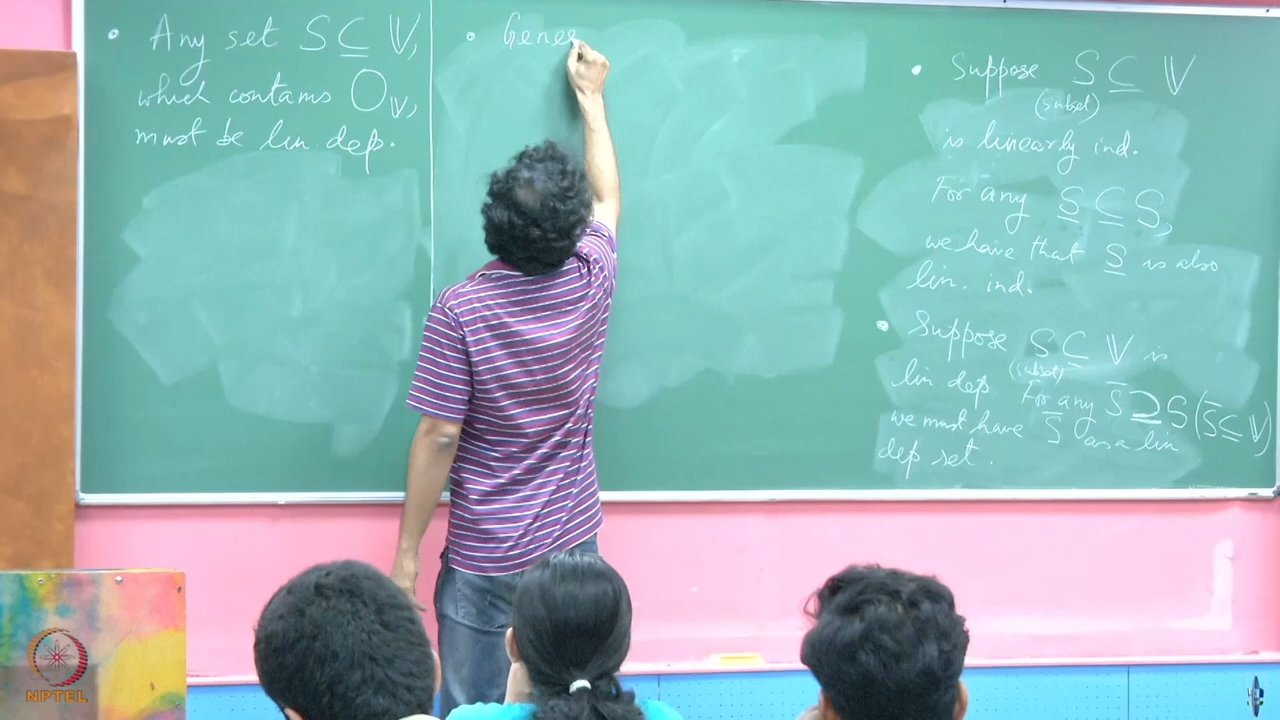 • Any set S ⊆ 𝕍,
which contains 0_𝕍,
must be lin. dep.
• Gene
• Suppose S ⊆ 𝕍
(subset)
is linearly ind.
For any S̲ ⊆ S,
we have that S̲ is also
lin. ind.
• Suppose S ⊆ 𝕍 is
(subset)
lin dep For any S̅ ⊇ S (S̅ ⊆ 𝕍)
we must have S̅ as a lin
dep set.
NPTEL